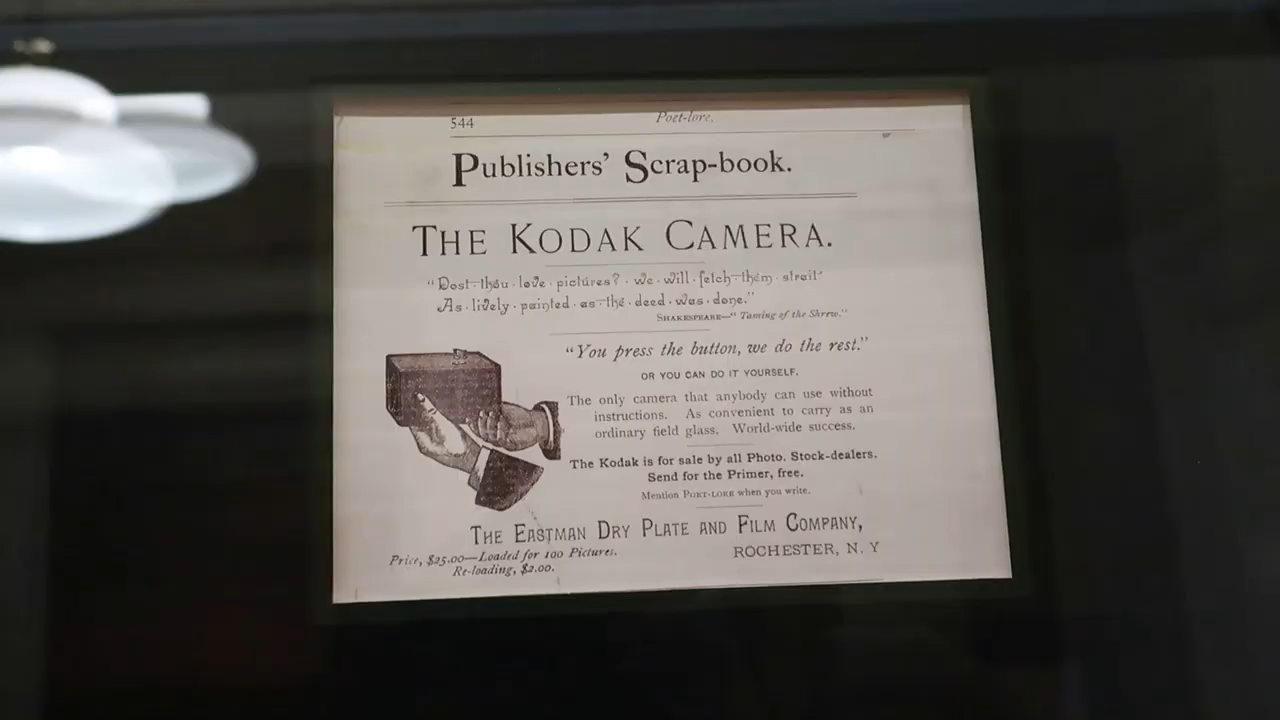 544 Poet-lore.
Publishers' Scrap-book.
THE KODAK CAMERA.
"Dost thou love pictures? we will fetch them strait
As lively painted as the deed was done."
SHAKESPEARE—"Taming of the Shrew."
"You press the button, we do the rest."
OR YOU CAN DO IT YOURSELF.
The only camera that anybody can use without
instructions. As convenient to carry as an
ordinary field glass. World-wide success.
The Kodak is for sale by all Photo. Stock-dealers.
Send for the Primer, free.
Mention POET-LORE when you write.
THE EASTMAN DRY PLATE AND FILM COMPANY,
Price, $25.00—Loaded for 100 Pictures.
Re-loading, $2.00.
ROCHESTER, N. Y